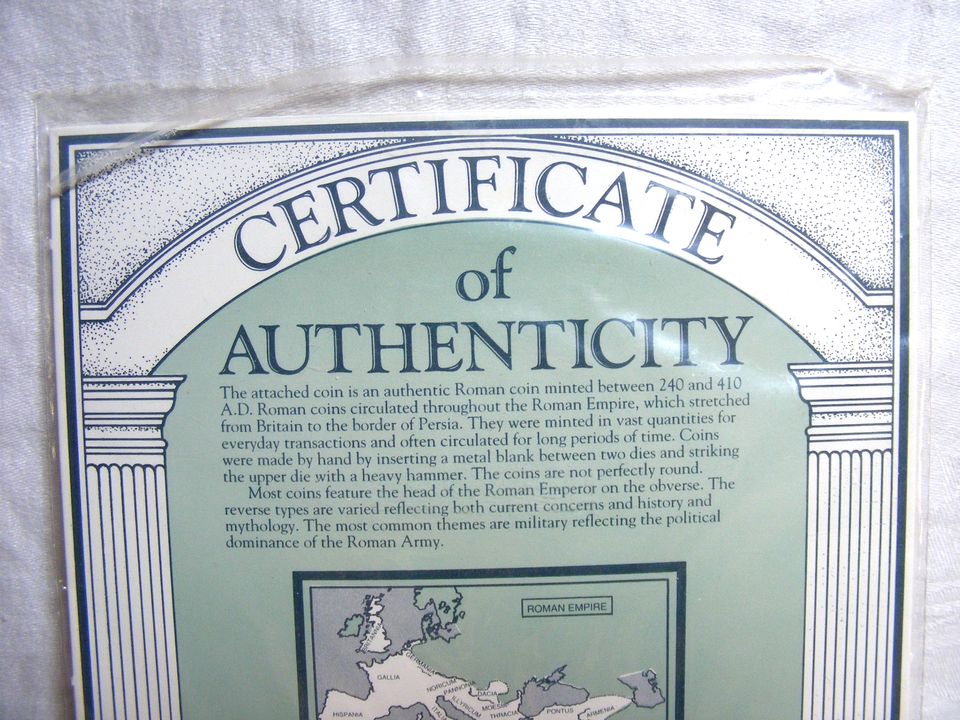 CERTIFICATE
of
AUTHENTICITY
The attached coin is an authentic Roman coin minted between 240 and 410
A.D. Roman coins circulated throughout the Roman Empire, which stretched
from Britain to the border of Persia. They were minted in vast quantities for
everyday transactions and often circulated for long periods of time. Coins
were made by hand by inserting a metal blank between two dies and striking
the upper die with a heavy hammer. The coins are not perfectly round.
Most coins feature the head of the Roman Emperor on the obverse. The
reverse types are varied reflecting both current concerns and history and
mythology. The most common themes are military reflecting the political
dominance of the Roman Army.
ROMAN EMPIRE
BRITANNIA
GERMANIA
GALLIA
NORICUM
PANNONIA
DACIA
ILLYRICUM
MOESIA
HISPANIA
THRACIA
PONTUS
ARMENIA